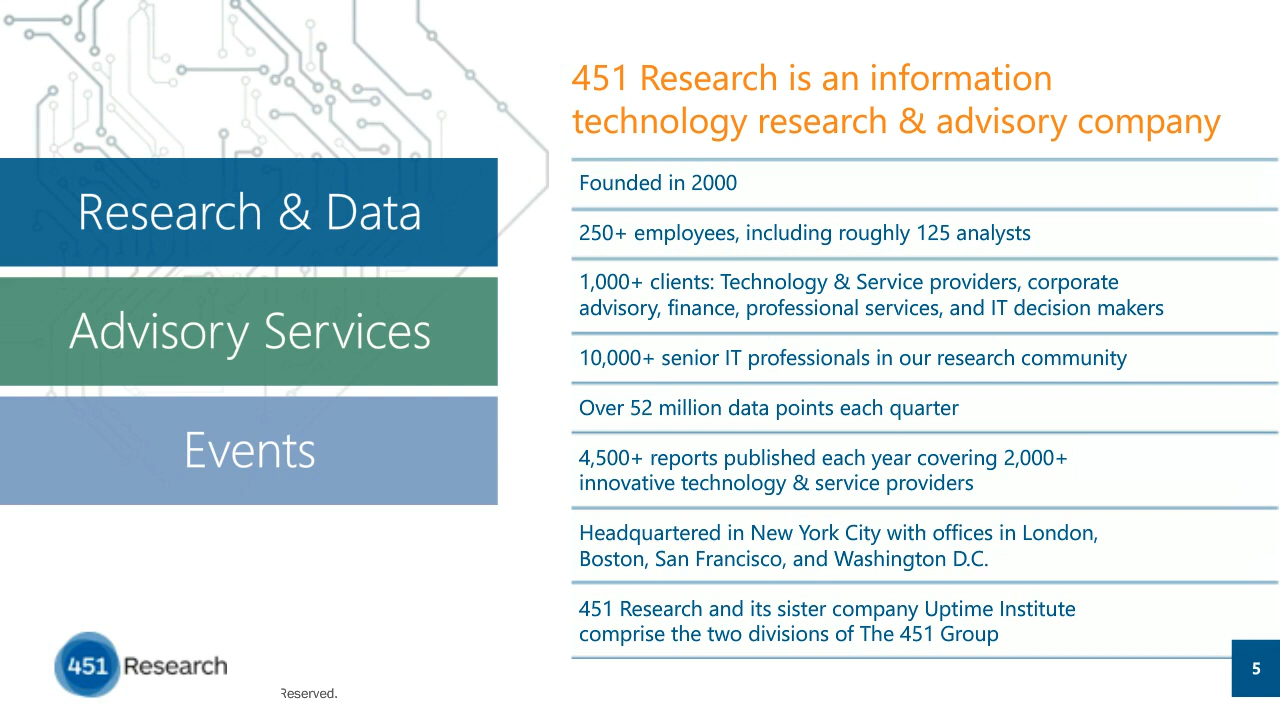 451 Research is an information
technology research & advisory company
Research & Data
Advisory Services
Events
Founded in 2000
250+ employees, including roughly 125 analysts
1,000+ clients: Technology & Service providers, corporate
advisory, finance, professional services, and IT decision makers
10,000+ senior IT professionals in our research community
Over 52 million data points each quarter
4,500+ reports published each year covering 2,000+
innovative technology & service providers
Headquartered in New York City with offices in London,
Boston, San Francisco, and Washington D.C.
451 Research and its sister company Uptime Institute
comprise the two divisions of The 451 Group
451 Research
Reserved.
5